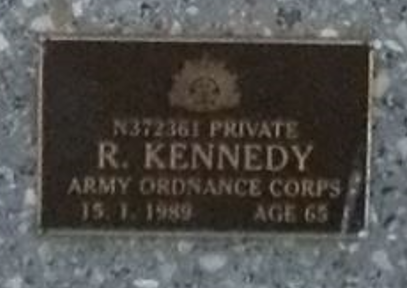 N372361 PRIVATE
R. KENNEDY
ARMY ORDNANCE CORPS
15. 1. 1989 AGE 65